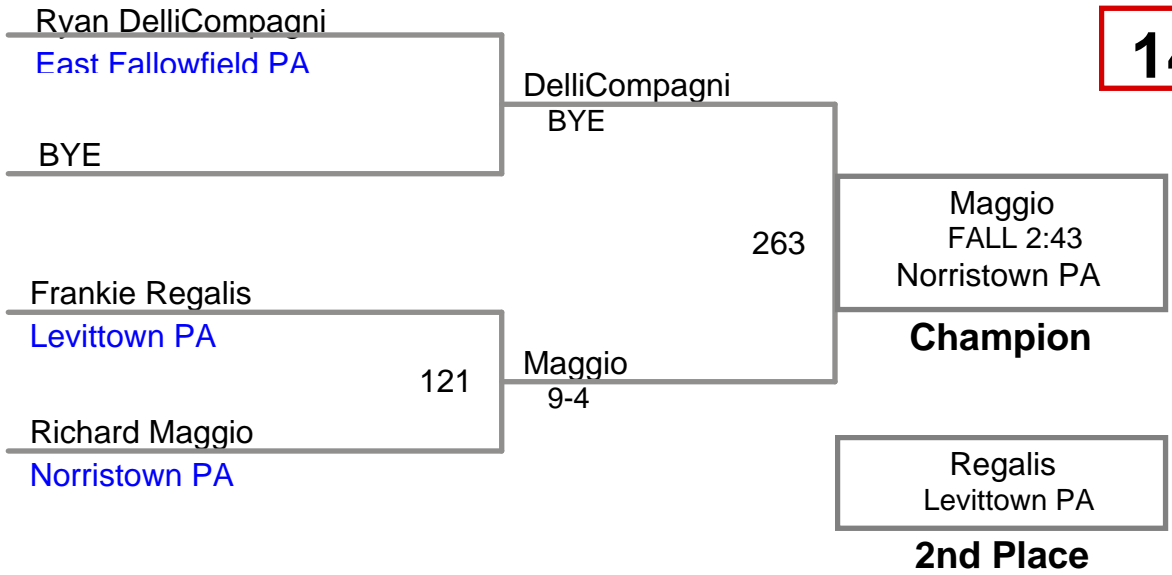 Ryan DelliCompagni
East Fallowfield PA
DelliCompagni
BYE
BYE
263
Maggio
FALL 2:43
Norristown PA
Champion
Frankie Regalis
Levittown PA
121
Maggio
9-4
Richard Maggio
Norristown PA
Regalis
Levittown PA
2nd Place